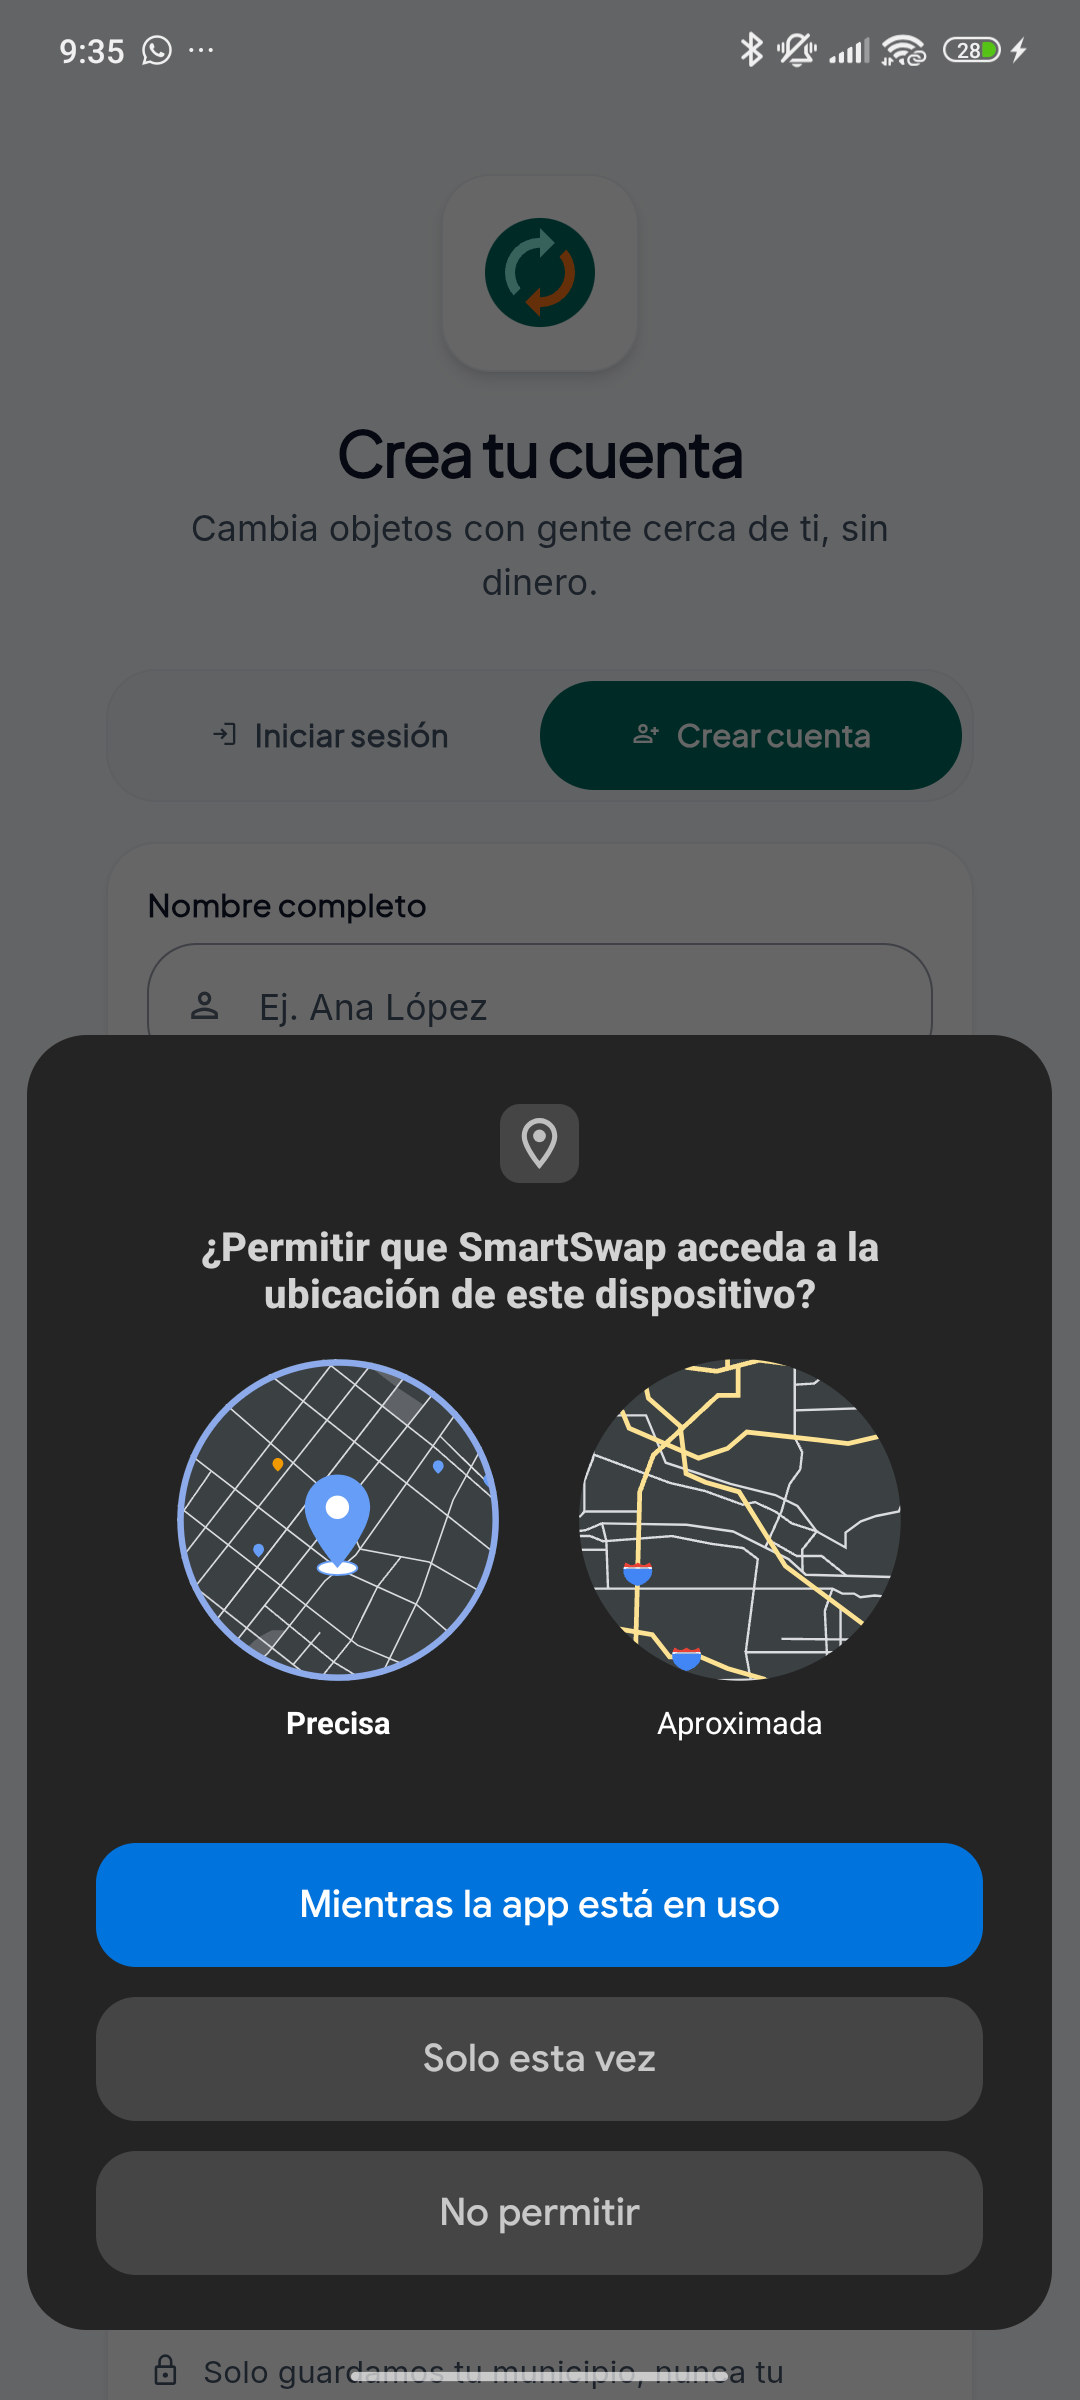 9:35
28
Crea tu cuenta
Cambia objetos con gente cerca de ti, sin
dinero.
Iniciar sesión
Crear cuenta
Nombre completo
Ej. Ana López
¿Permitir que SmartSwap acceda a la
ubicación de este dispositivo?
Precisa
Aproximada
Mientras la app está en uso
Solo esta vez
No permitir
Solo guardamos tu municipio, nunca tu